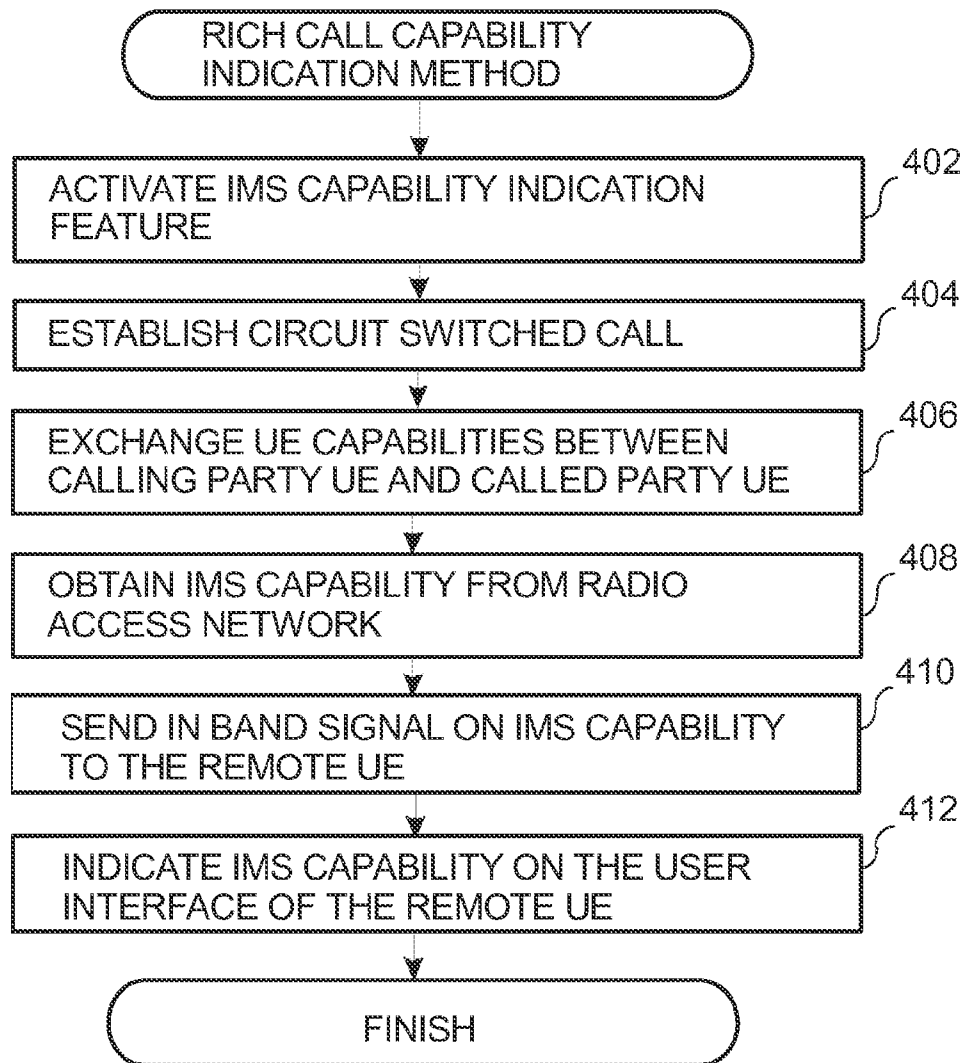 RICH CALL CAPABILITY
INDICATION METHOD
402
ACTIVATE IMS CAPABILITY INDICATION
FEATURE
404
ESTABLISH CIRCUIT SWITCHED CALL
406
EXCHANGE UE CAPABILITIES BETWEEN
CALLING PARTY UE AND CALLED PARTY UE
408
OBTAIN IMS CAPABILITY FROM RADIO
ACCESS NETWORK
410
SEND IN BAND SIGNAL ON IMS CAPABILITY
TO THE REMOTE UE
412
INDICATE IMS CAPABILITY ON THE USER
INTERFACE OF THE REMOTE UE
FINISH